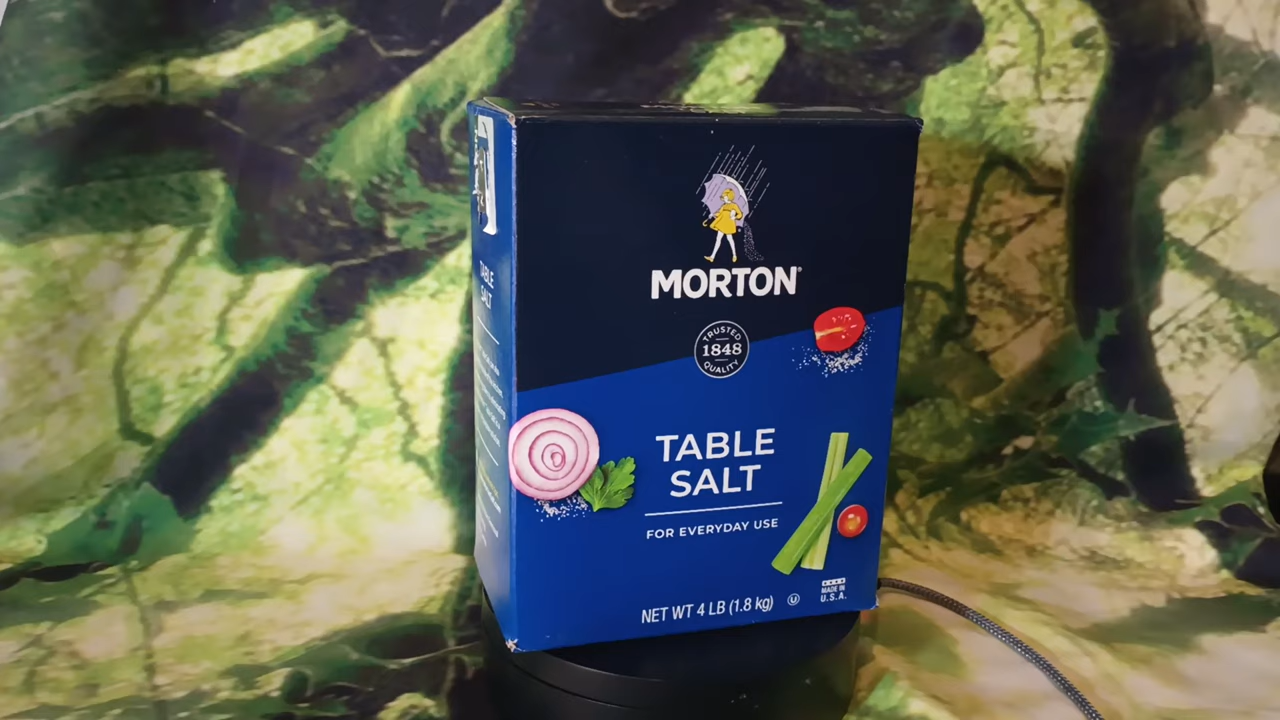 MORTON®
TRUSTED
1848
QUALITY
TABLE
SALT
FOR EVERYDAY USE
NET WT 4 LB (1.8 kg)
U
MADE IN
U.S.A.
TABLE
SALT